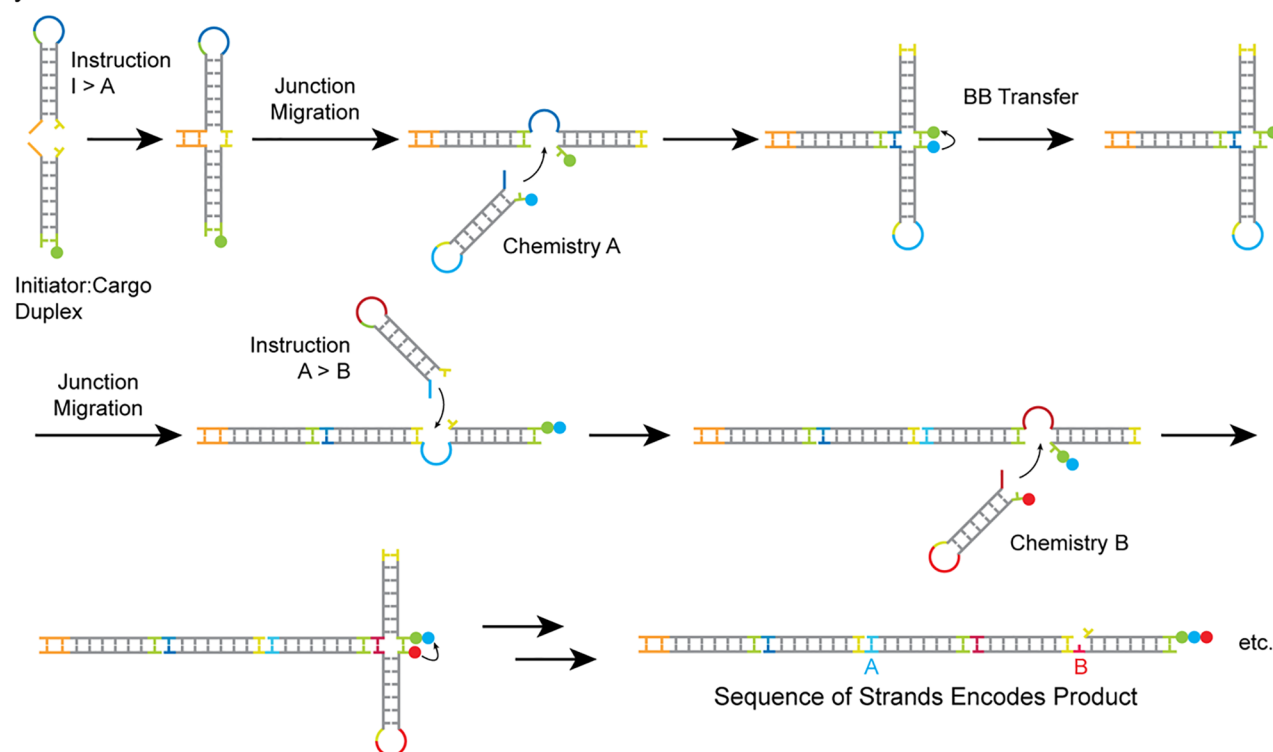 Instruction
I > A
Junction
Migration
BB Transfer
Chemistry A
Initiator:Cargo
Duplex
Junction
Migration
Instruction
A > B
Chemistry B
A
B
etc.
Sequence of Strands Encodes Product